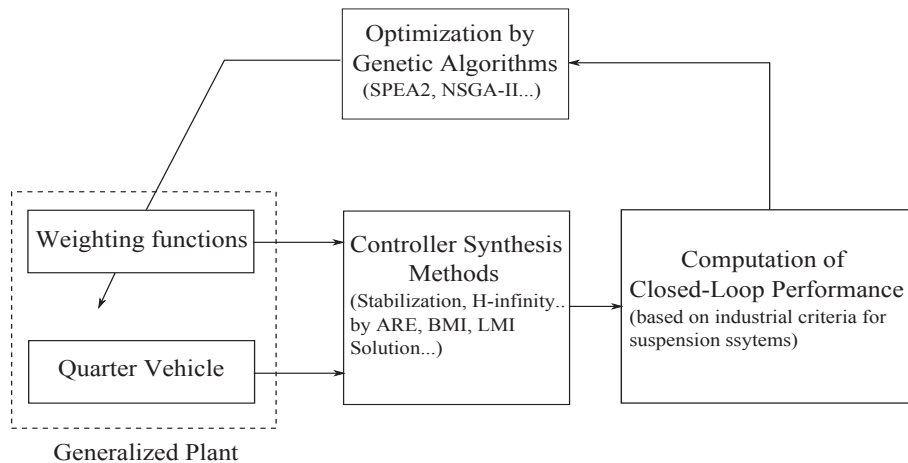 Optimization by
Genetic Algorithms
(SPEA2, NSGA-II...)
Weighting functions
Controller Synthesis
Methods
(Stabilization, H-infinity..
by ARE, BMI, LMI
Solution...)
Computation of
Closed-Loop Performance
(based on industrial criteria for
suspension ssytems)
Quarter Vehicle
Generalized Plant